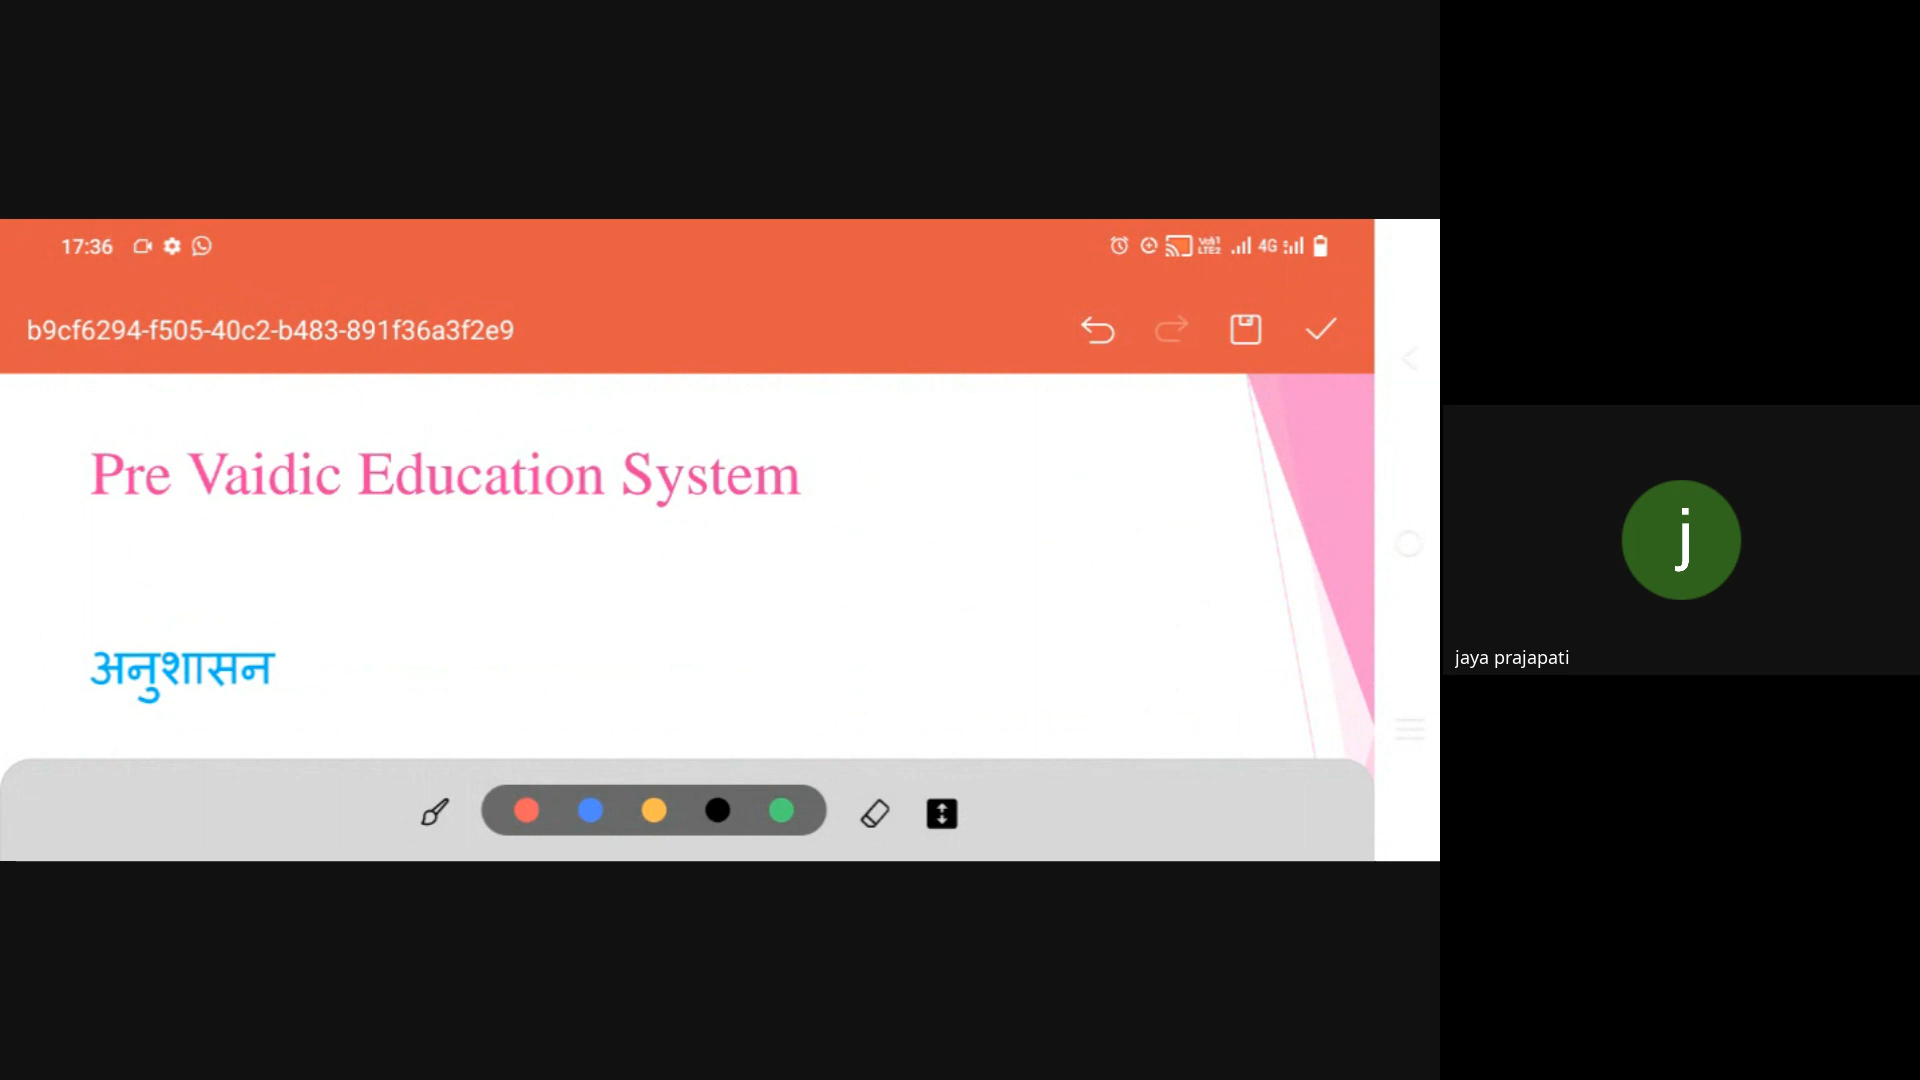 17:36
4G
b9cf6294-f505-40c2-b483-891f36a3f2e9
Pre Vaidic Education System
अनुशासन
j
jaya prajapati